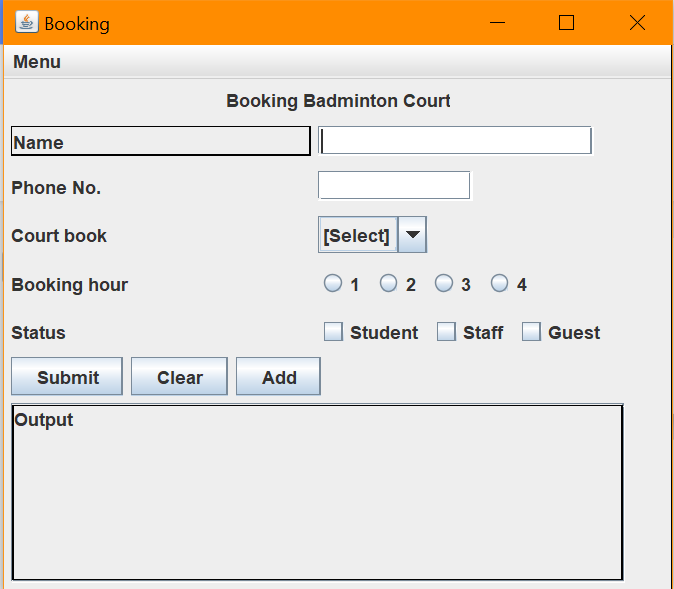 Booking
Menu
Booking Badminton Court
Name
Phone No.
Court book [Select]
Booking hour 1 2 3 4
Status Student Staff Guest
Submit Clear Add
Output